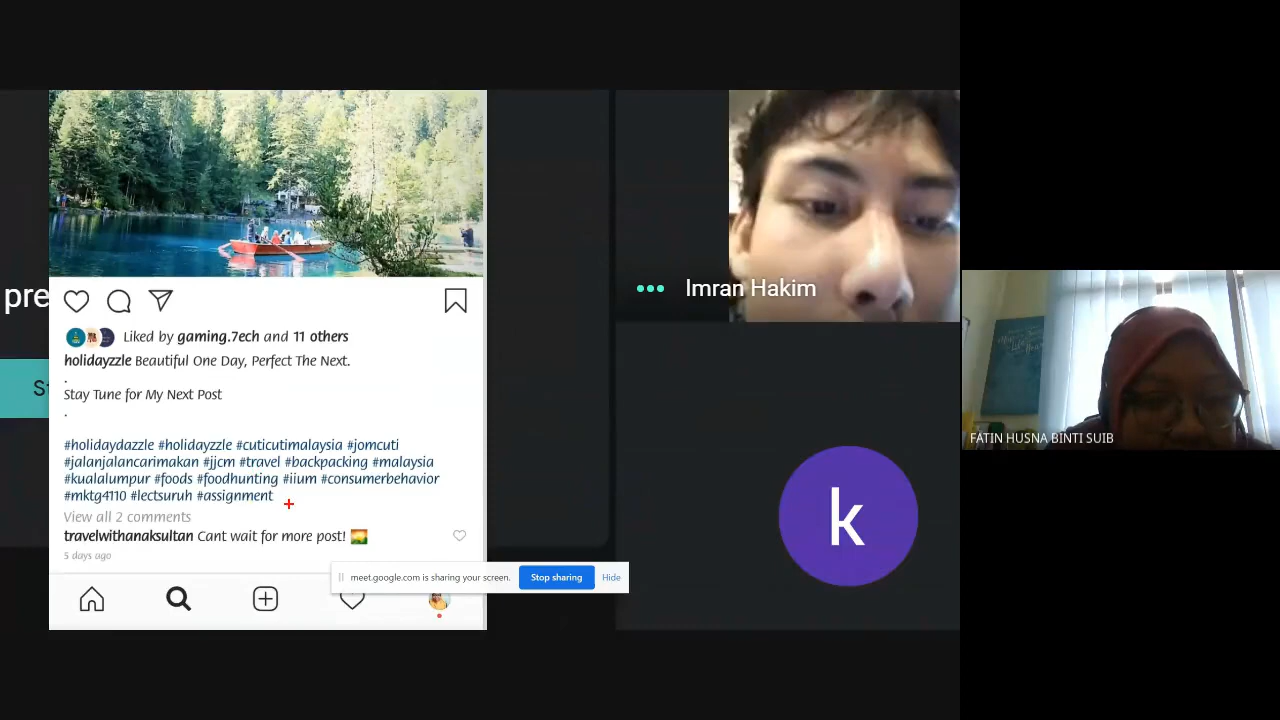 pre
St
Liked by gaming.7ech and 11 others
holidayzzle Beautiful One Day, Perfect The Next.
.
Stay Tune for My Next Post
.
#holidaydazzle #holidayzzle #cuticutimalaysia #jomcuti
#jalanjalancarimakan #jjcm #travel #backpacking #malaysia
#kualalumpur #foods #foodhunting #iium #consumerbehavior
#mktg4110 #lectsuruh #assignment
View all 2 comments
travelwithanaksultan Cant wait for more post!
5 days ago
meet.google.com is sharing your screen.
Stop sharing
Hide
Imran Hakim
k
FATIN HUSNA BINTI SUIB